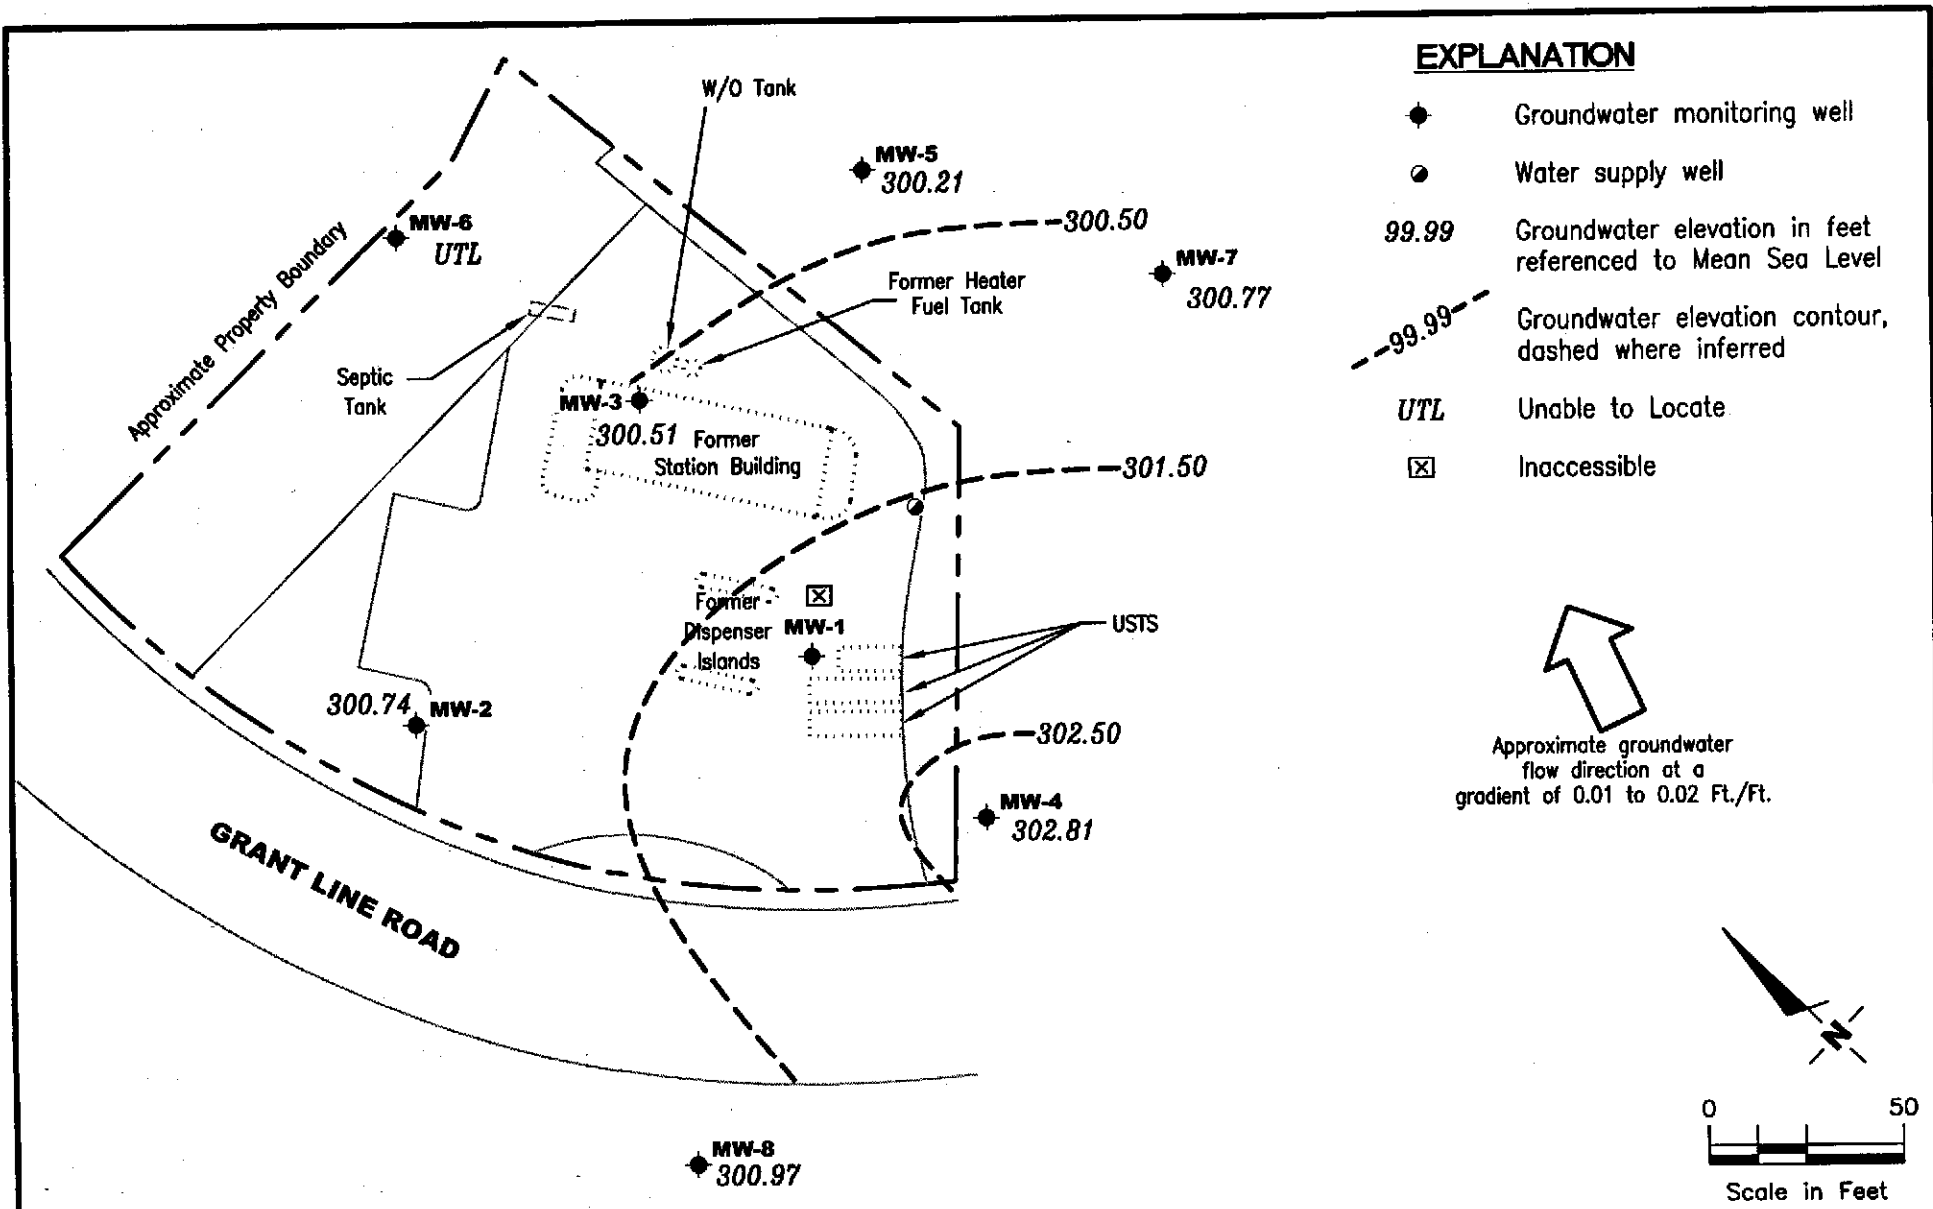 EXPLANATION
Groundwater monitoring well
Water supply well
99.99
Groundwater elevation in feet
referenced to Mean Sea Level
99.99
Groundwater elevation contour,
dashed where inferred
UTL
Unable to Locate
Inaccessible
W/O Tank
MW-5
300.21
300.50
MW-6
UTL
MW-7
300.77
Former Heater
Fuel Tank
Approximate Property Boundary
Septic
Tank
MW-3
300.51
Former
Station Building
301.50
Former
Dispenser
Islands
MW-1
USTS
300.74
MW-2
302.50
MW-4
302.81
Approximate groundwater
flow direction at a
gradient of 0.01 to 0.02 Ft./Ft.
GRANT LINE ROAD
N
MW-8
300.97
0 50
Scale in Feet